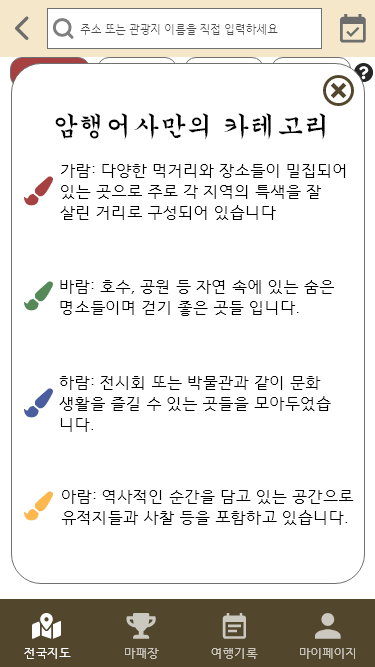 주소 또는 관광지 이름을 직접 입력하세요
?
암행어사만의 카테고리
가람: 다양한 먹거리와 장소들이 밀집되어
있는 곳으로 주로 각 지역의 특색을 잘
살린 거리로 구성되어 있습니다
바람: 호수, 공원 등 자연 속에 있는 숨은
명소들이며 걷기 좋은 곳들 입니다.
하람: 전시회 또는 박물관과 같이 문화
생활을 즐길 수 있는 곳들을 모아두었습
니다.
아람: 역사적인 순간을 담고 있는 공간으로
유적지들과 사찰 등을 포함하고 있습니다.
전국지도
마패장
여행기록
마이페이지